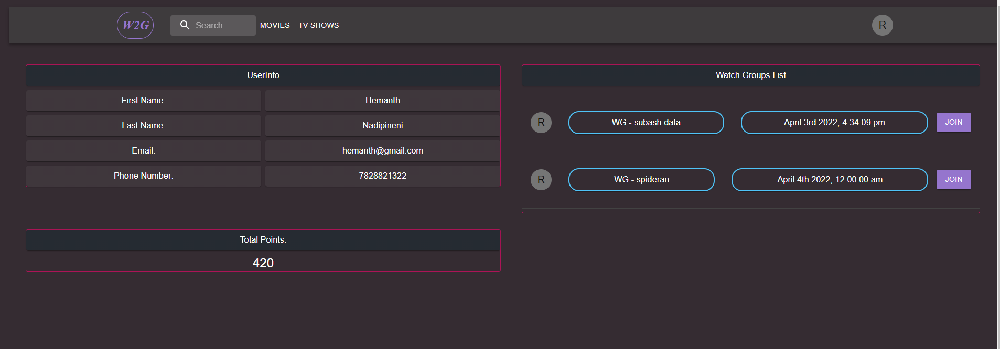 W2G Search... MOVIES TV SHOWS R
UserInfo
First Name: Hemanth
Last Name: Nadipineni
Email: hemanth@gmail.com
Phone Number: 7828821322
Total Points:
420
Watch Groups List
R WG - subash data April 3rd 2022, 4:34:09 pm JOIN
R WG - spideran April 4th 2022, 12:00:00 am JOIN